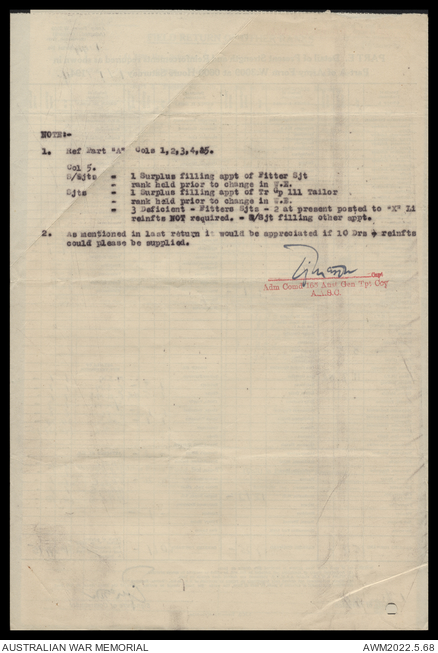 NOTE:-
1. Ref Part "A" Cols 1,2,3,4,&5.
Col 5.
S/Sjts = 1 Surplus filling appt of Fitter Sjt
- rank held prior to change in W.E.
Sjts = 1 Surplus filling appt of Tr Gp 111 Tailor
- rank held prior to change in W.E.
= 3 Deficient - Fitters Sjts - 2 at present posted to "X" Li
reinfts NOT required. - S/Sjt filling other appt.
2. As mentioned in last return it would be appreciated if 10 Drs reinfts
could please be supplied.
Capt
Adm Comd 165 Aust Gen Tpt Coy
A.A.S.C.
AUSTRALIAN WAR MEMORIAL
AWM2022.5.68